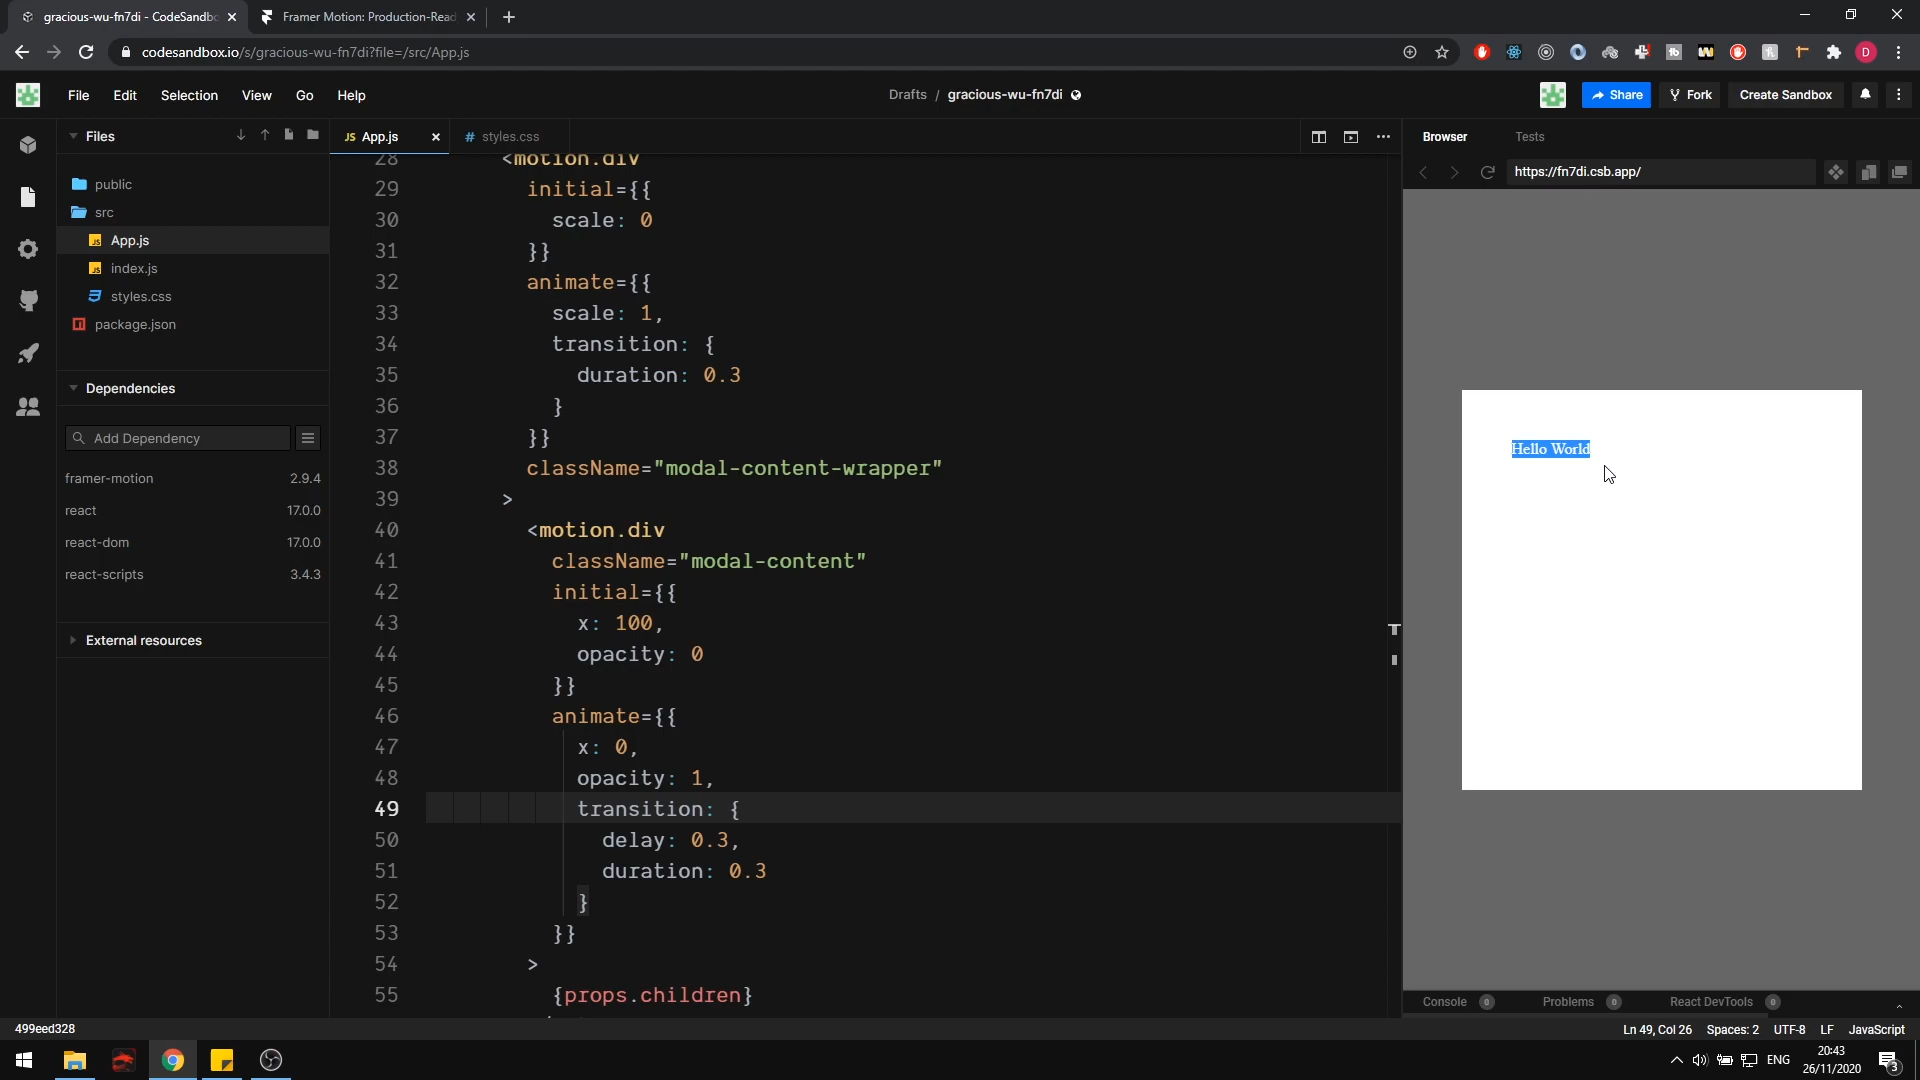 gracious-wu-fn7di - CodeSandbo
Framer Motion: Production-Read
codesandbox.io/s/gracious-wu-fn7di?file=/src/App.js
D
File Edit Selection View Go Help
Drafts / gracious-wu-fn7di
Share
Fork
Create Sandbox
Files
JS App.js
# styles.css
Browser
Tests
https://fn7di.csb.app/
public
src
App.js
index.js
styles.css
package.json
Dependencies
Add Dependency
framer-motion 2.9.4
react 17.0.0
react-dom 17.0.0
react-scripts 3.4.3
External resources
28 <motion.div
29 initial={{
30 scale: 0
31 }}
32 animate={{
33 scale: 1,
34 transition: {
35 duration: 0.3
36 }
37 }}
38 className="modal-content-wrapper"
39 >
40 <motion.div
41 className="modal-content"
42 initial={{
43 x: 100,
44 opacity: 0
45 }}
46 animate={{
47 x: 0,
48 opacity: 1,
49 transition: {
50 delay: 0.3,
51 duration: 0.3
52 }
53 }}
54 >
55 {props.children}
Hello World
Console 0
Problems 0
React DevTools 0
499eed328
Ln 49, Col 26 Spaces: 2 UTF-8 LF JavaScript
ENG
20:43
26/11/2020
3